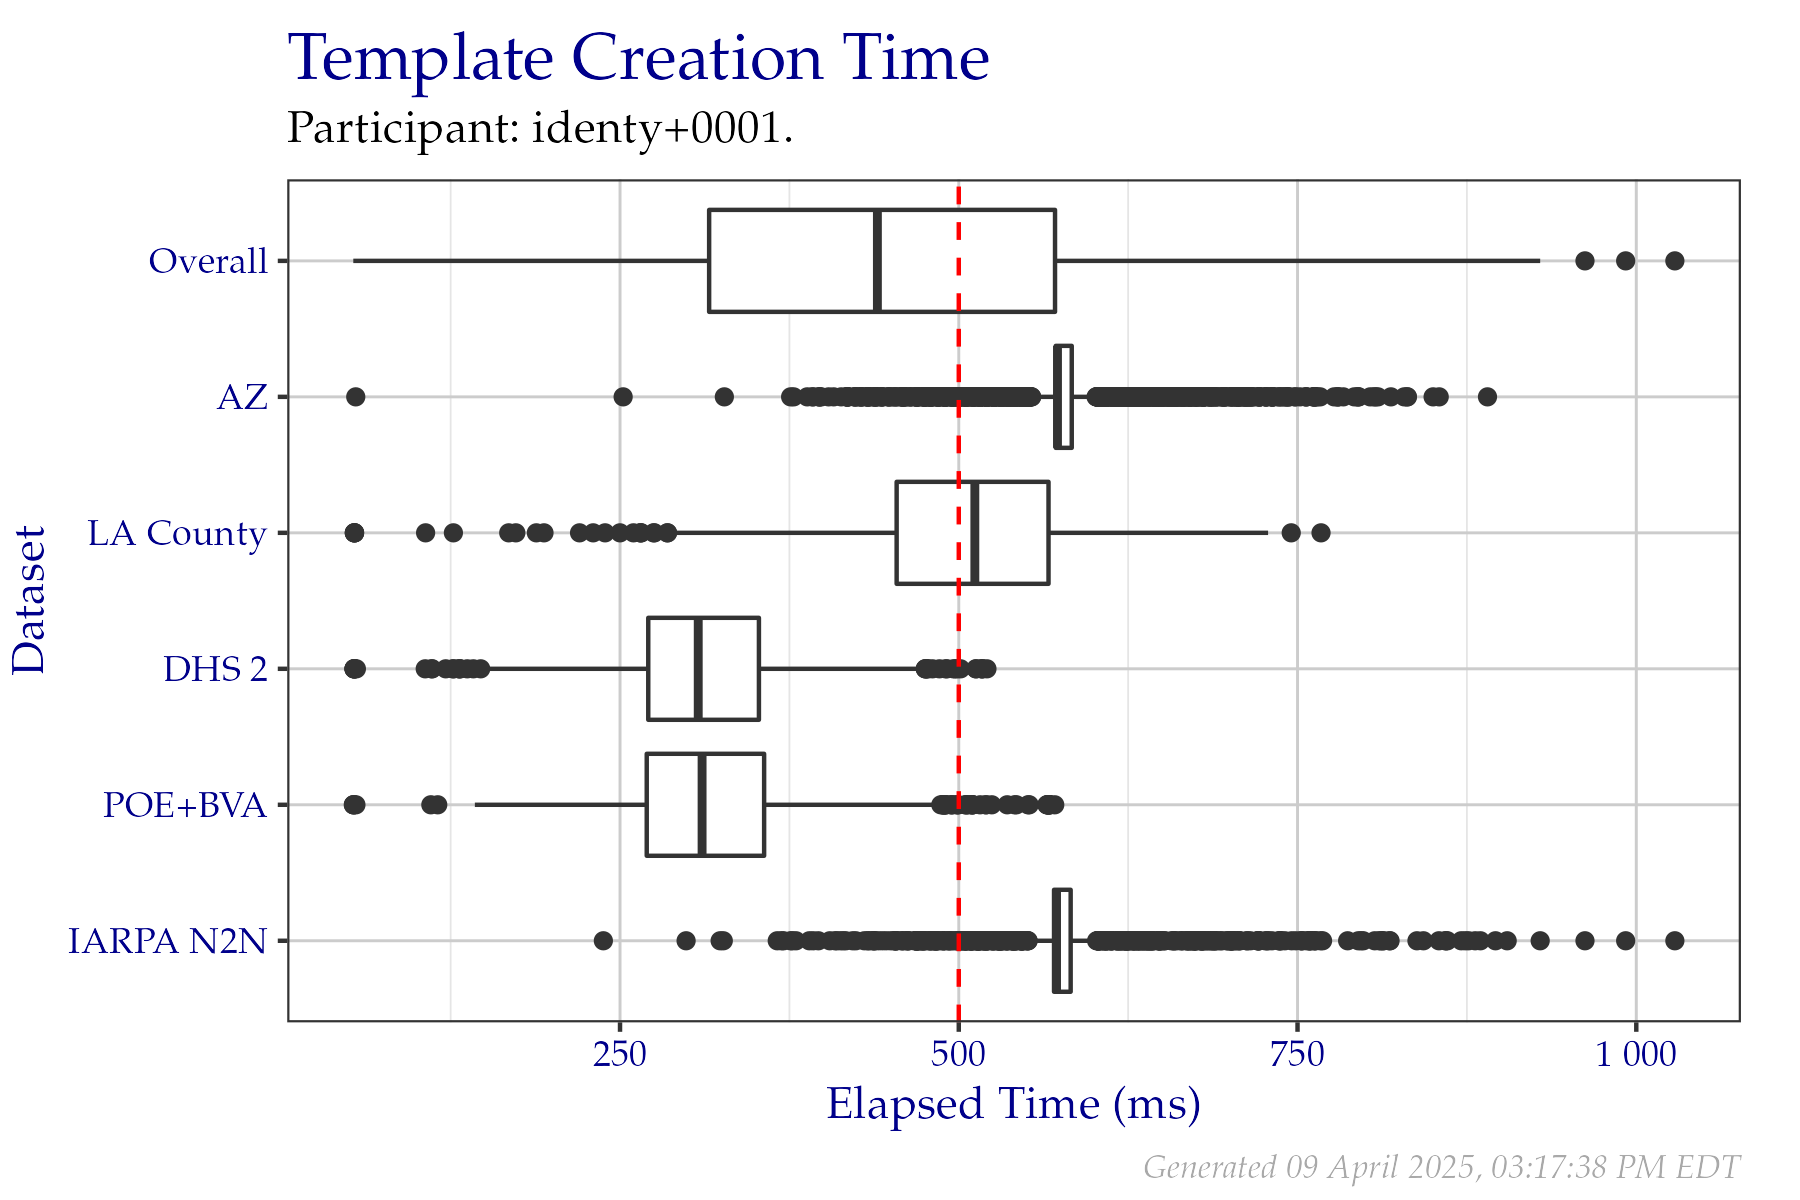 Template Creation Time
Participant: identy+0001.
Overall
AZ
LA County
DHS 2
POE+BVA
IARPA N2N
Dataset
250 500 750 1 000
Elapsed Time (ms)
Generated 09 April 2025, 03:17:38 PM EDT